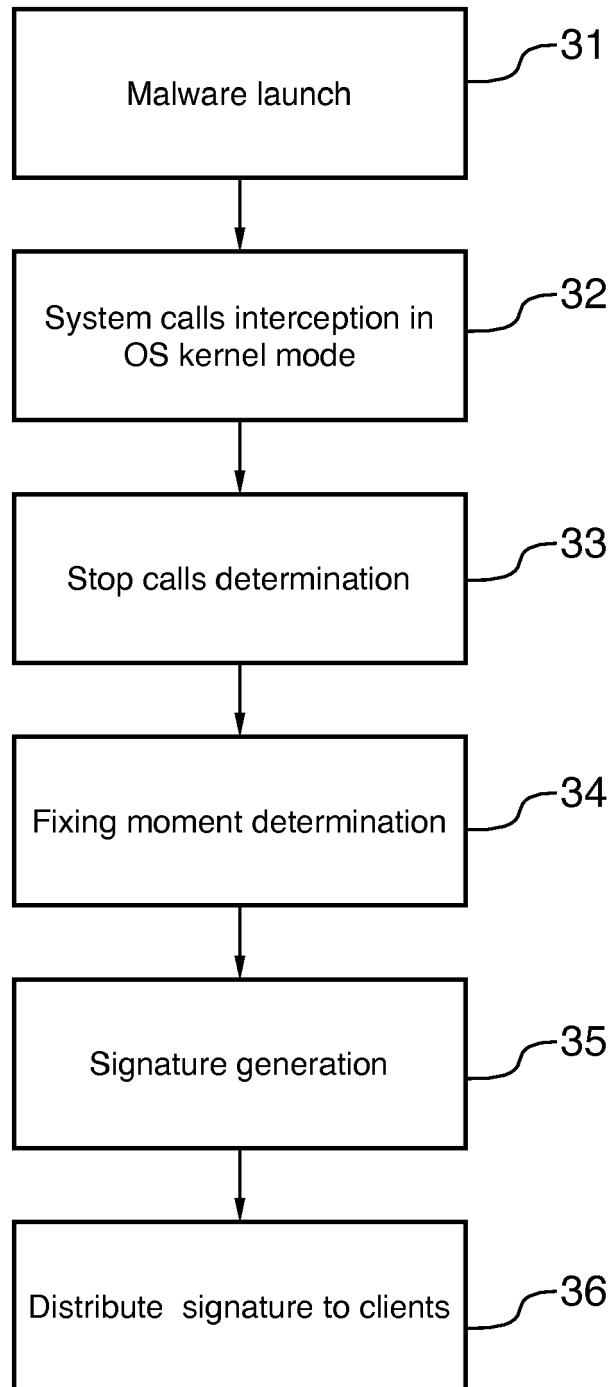 Malware launch
31
System calls interception in
OS kernel mode
32
Stop calls determination
33
Fixing moment determination
34
Signature generation
35
Distribute signature to clients
36